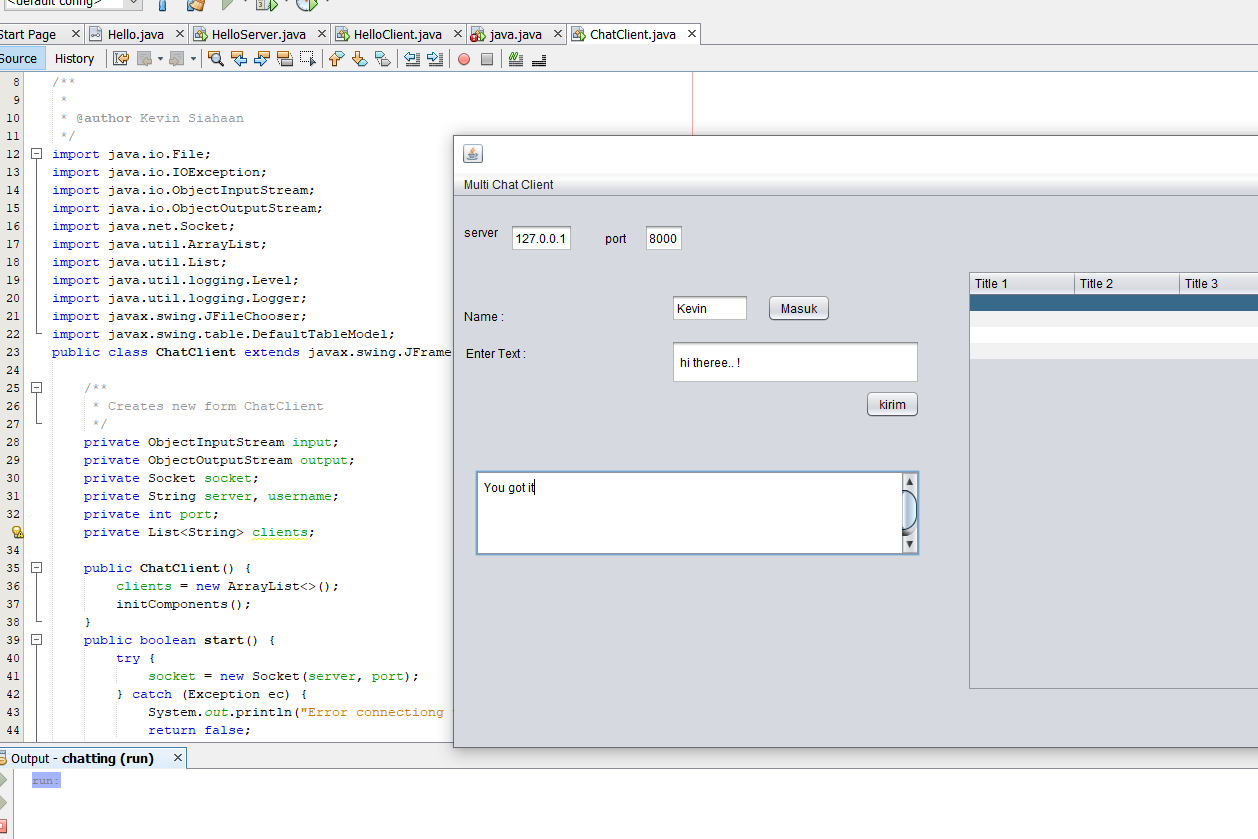 <default config>
Start Page Hello.java HelloServer.java HelloClient.java java.java ChatClient.java
Source History
8 /**
9 *
10 * @author Kevin Siahaan
11 */
12 import java.io.File;
13 import java.io.IOException;
14 import java.io.ObjectInputStream;
15 import java.io.ObjectOutputStream;
16 import java.net.Socket;
17 import java.util.ArrayList;
18 import java.util.List;
19 import java.util.logging.Level;
20 import java.util.logging.Logger;
21 import javax.swing.JFileChooser;
22 import javax.swing.table.DefaultTableModel;
23 public class ChatClient extends javax.swing.JFrame
24
25 /**
26 * Creates new form ChatClient
27 */
28 private ObjectInputStream input;
29 private ObjectOutputStream output;
30 private Socket socket;
31 private String server, username;
32 private int port;
private List<String> clients;
34
35 public ChatClient() {
36 clients = new ArrayList<>();
37 initComponents();
38 }
39 public boolean start() {
40 try {
41 socket = new Socket(server, port);
42 } catch (Exception ec) {
43 System.out.println("Error connectiong
44 return false;
Multi Chat Client
server 127.0.0.1 port 8000
Title 1 Title 2 Title 3
Name : Kevin Masuk
Enter Text : hi theree.. !
kirim
You got it
Output - chatting (run)
run: